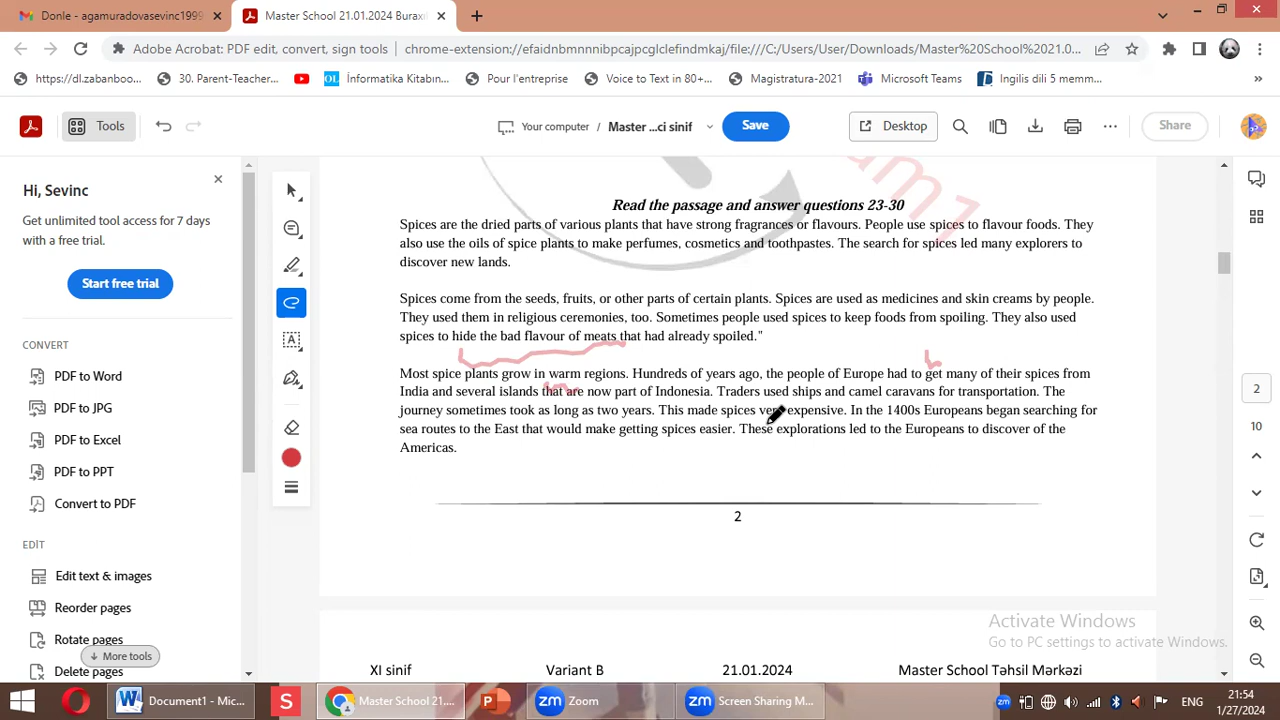 Donle - agamuradovasevinc1999
Master School 21.01.2024 Buraxıl
Adobe Acrobat: PDF edit, convert, sign tools | chrome-extension://efaidnbmnnnibpcajpcglclefindmkaj/file:///C:/Users/User/Downloads/Master%20School%2021.0...
https://dl.zabanboo... 30. Parent-Teacher... İnformatika Kitabın... Pour l'entreprise Voice to Text in 80+... Magistratura-2021 Microsoft Teams Ingilis dili 5 memm... »
Tools Your computer / Master ...ci sinif Save Desktop Share
Hi, Sevinc
Get unlimited tool access for 7 days
with a free trial.
Start free trial
CONVERT
PDF to Word
PDF to JPG
PDF to Excel
PDF to PPT
Convert to PDF
EDİT
Edit text & images
Reorder pages
Rotate pages
More tools
Delete pages
Read the passage and answer questions 23-30
Spices are the dried parts of various plants that have strong fragrances or flavours. People use spices to flavour foods. They
also use the oils of spice plants to make perfumes, cosmetics and toothpastes. The search for spices led many explorers to
discover new lands.
Spices come from the seeds, fruits, or other parts of certain plants. Spices are used as medicines and skin creams by people.
They used them in religious ceremonies, too. Sometimes people used spices to keep foods from spoiling. They also used
spices to hide the bad flavour of meats that had already spoiled."
Most spice plants grow in warm regions. Hundreds of years ago, the people of Europe had to get many of their spices from
India and several islands that are now part of Indonesia. Traders used ships and camel caravans for transportation. The
journey sometimes took as long as two years. This made spices very expensive. In the 1400s Europeans began searching for
sea routes to the East that would make getting spices easier. These explorations led to the Europeans to discover of the
Americas.
2
XI sinif Variant B 21.01.2024 Master School Təhsil Mərkəzi
2
10
Activate Windows
Go to PC settings to activate Windows.
Document1 - Mic... S Master School 21.... Zoom Screen Sharing M... ENG
21:54
1/27/2024